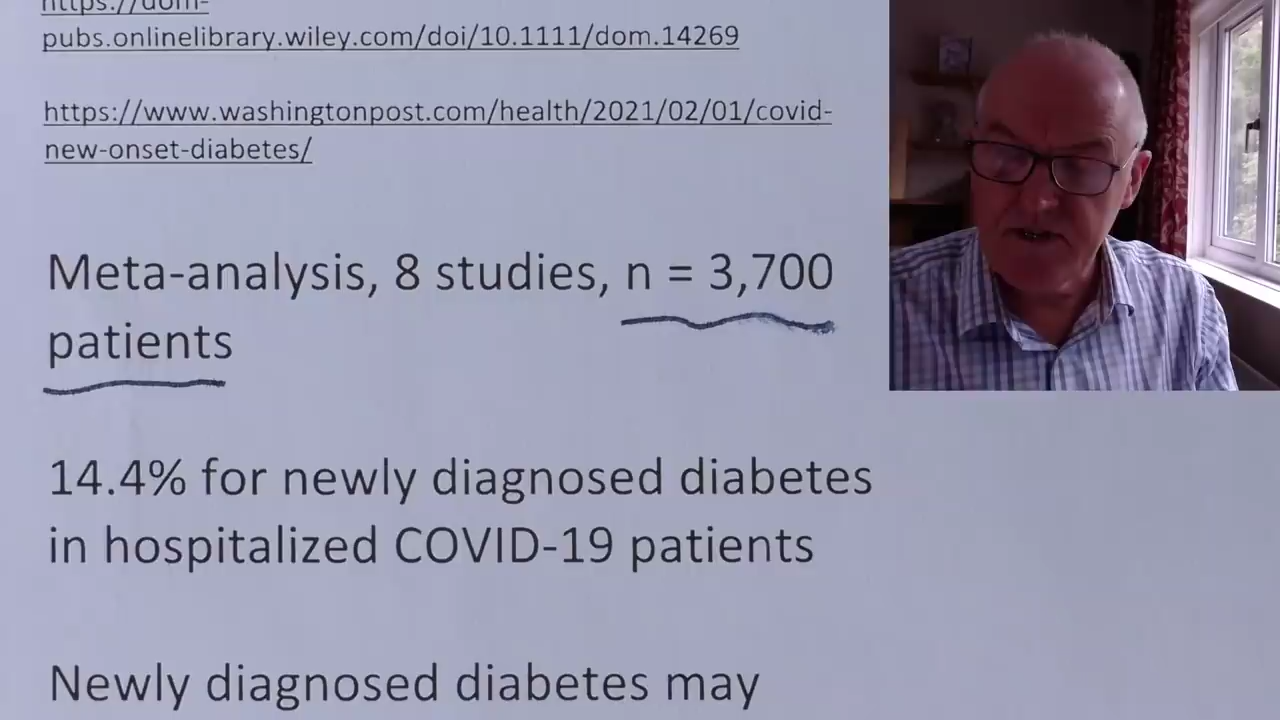 https://dom-
pubs.onlinelibrary.wiley.com/doi/10.1111/dom.14269
https://www.washingtonpost.com/health/2021/02/01/covid-
new-onset-diabetes/
Meta-analysis, 8 studies, n = 3,700
patients
14.4% for newly diagnosed diabetes
in hospitalized COVID-19 patients
Newly diagnosed diabetes may